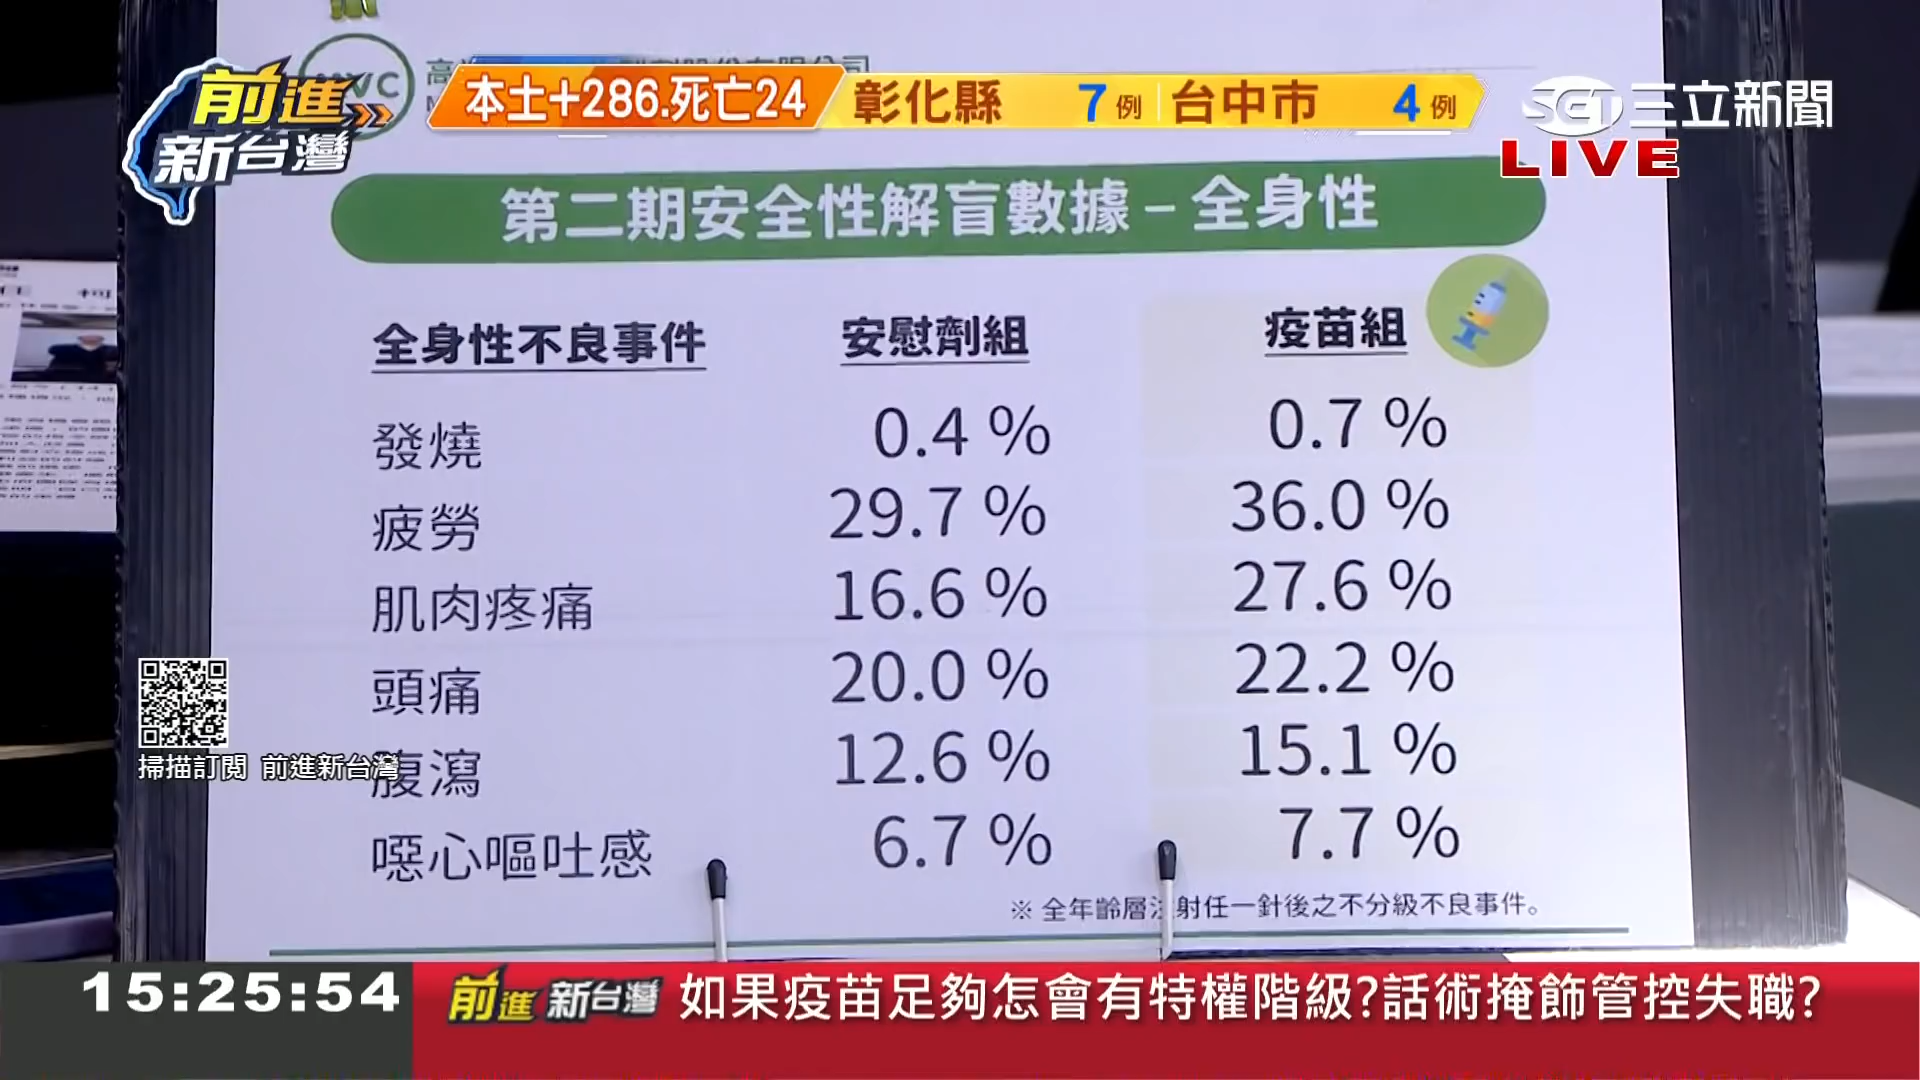 前進
新台灣
本土+286.死亡24
彰化縣 7例 台中市 4例
SET三立新聞
LIVE
第二期安全性解盲數據 – 全身性
全身性不良事件 安慰劑組 疫苗組
發燒 0.4 % 0.7 %
疲勞 29.7 % 36.0 %
肌肉疼痛 16.6 % 27.6 %
頭痛 20.0 % 22.2 %
腹瀉 12.6 % 15.1 %
噁心嘔吐感 6.7 % 7.7 %
※ 全年齡層注射任一針後之不分級不良事件。
掃描訂閱 前進新台灣
15:25:54
前進新台灣 如果疫苗足夠怎會有特權階級?話術掩飾管控失職?